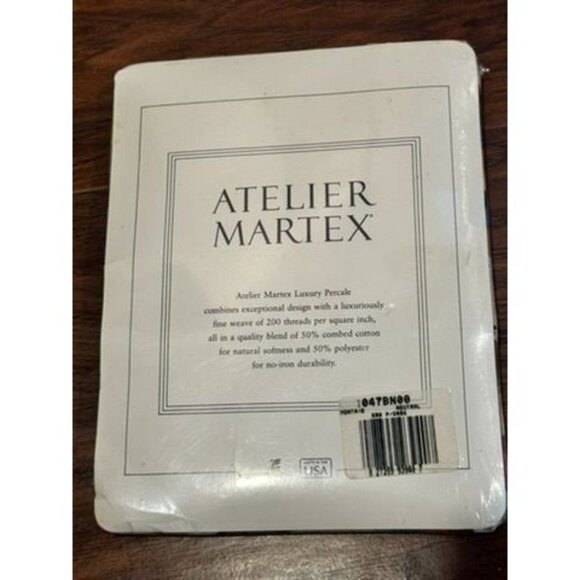 ATELIER
MARTEX
Atelier Martex Luxury Percale
combines exceptional design with a luxuriously
fine weave of 200 threads per square inch,
all in a quality blend of 50% combed cotton
for natural softness and 50% polyester
for no-iron durability.
1047BN00
NEUTRAL
USA